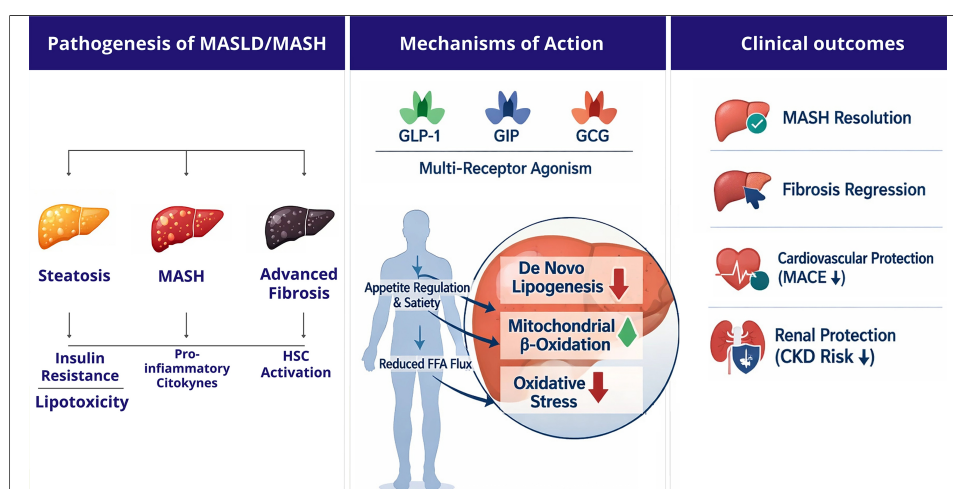 Pathogenesis of MASLD/MASH
Steatosis
MASH
Advanced
Fibrosis
Insulin
Resistance
Lipotoxicity
Pro-
inflammatory
Citokynes
HSC
Activation
Mechanisms of Action
GLP-1
GIP
GCG
Multi-Receptor Agonism
Appetite Regulation
& Satiety
Reduced FFA Flux
De Novo
Lipogenesis
Mitochondrial
β-Oxidation
Oxidative
Stress
Clinical outcomes
MASH Resolution
Fibrosis Regression
Cardiovascular Protection
(MACE ↓)
Renal Protection
(CKD Risk ↓)